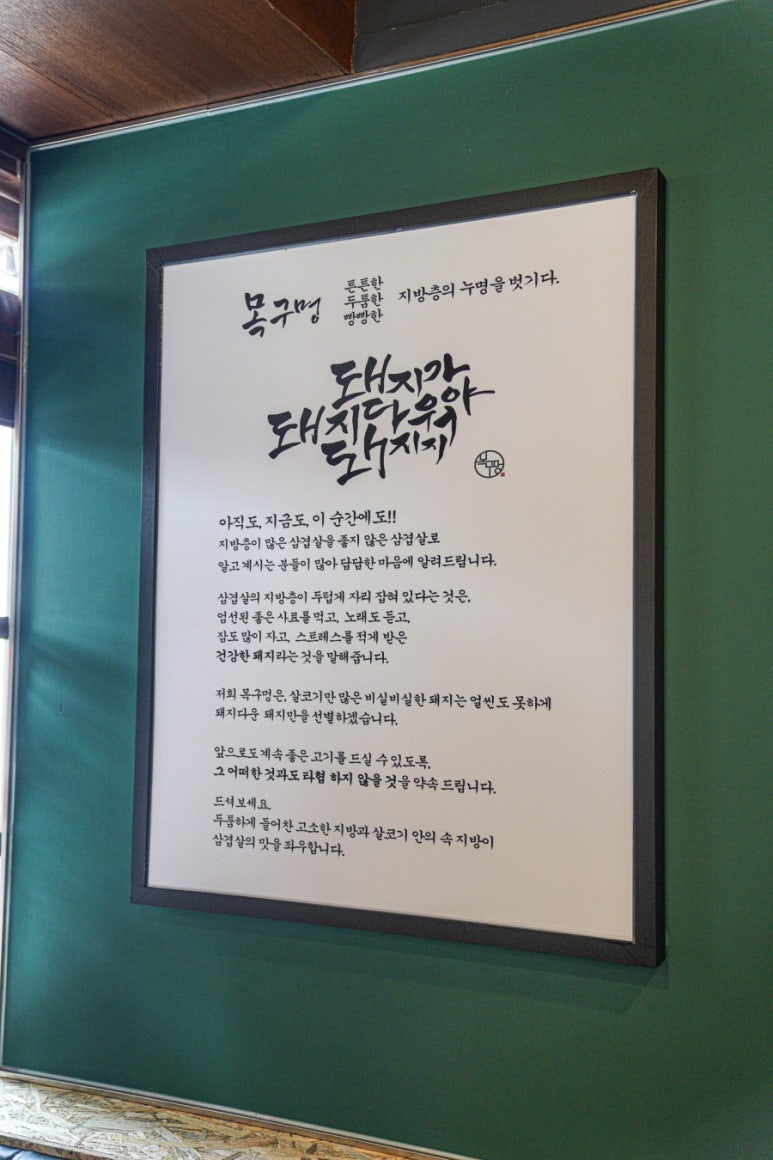 목구멍 튼튼한 두툼한 빵빵한 지방층의 누명을 벗기다.
돼지가
돼지다워야
돼지지
목구멍
아직도, 지금도, 이 순간에도!!
지방층이 많은 삼겹살을 좋지 않은 삼겹살로
알고계시는 분들이 많아 담담한 마음에 알려드립니다.
삼겹살의 지방층이 두텁게 자리 잡혀 있다는 것은,
엄선된 좋은 사료를 먹고, 노래도 듣고,
잠도 많이 자고, 스트레스를 적게 받은
건강한 돼지라는 것을 말해줍니다.
저희 목구멍은, 살코기만 많은 비실비실한 돼지는 얼씬도 못하게
돼지다운 돼지만을 선별하겠습니다.
앞으로도 계속 좋은 고기를 드실 수 있도록,
그 어떠한 것과도 타협 하지 않을 것을 약속 드립니다.
드셔보세요.
두툼하게 들어찬 고소한 지방과 살코기 안의 속 지방이
삼겹살의 맛을 좌우합니다.